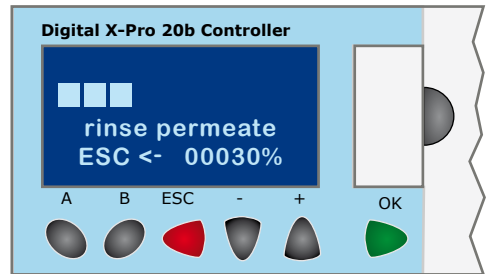 Digital X-Pro 20b Controller
rinse permeate
ESC <- 00030%
A B ESC - + OK